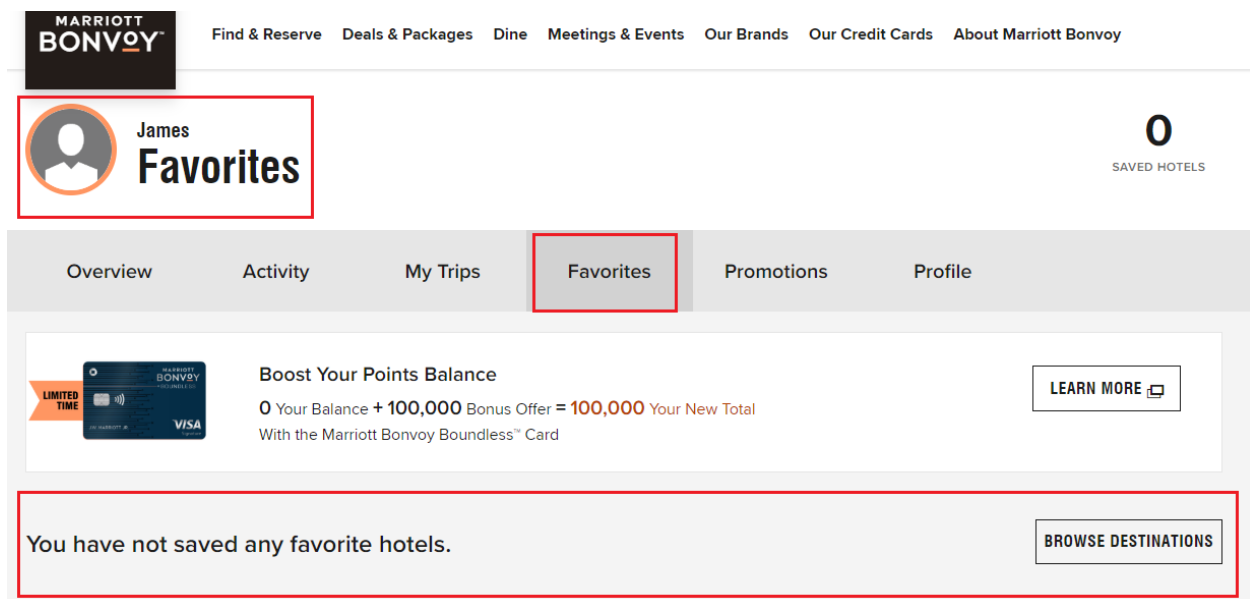 MARRIOTT
BONVOY™
Find & Reserve Deals & Packages Dine Meetings & Events Our Brands Our Credit Cards About Marriott Bonvoy
James
Favorites
0
SAVED HOTELS
Overview Activity My Trips Favorites Promotions Profile
LIMITED
TIME
MARRIOTT
BONVOY
VISA
Boost Your Points Balance
0 Your Balance + 100,000 Bonus Offer = 100,000 Your New Total
With the Marriott Bonvoy Boundless™ Card
LEARN MORE
You have not saved any favorite hotels.
BROWSE DESTINATIONS